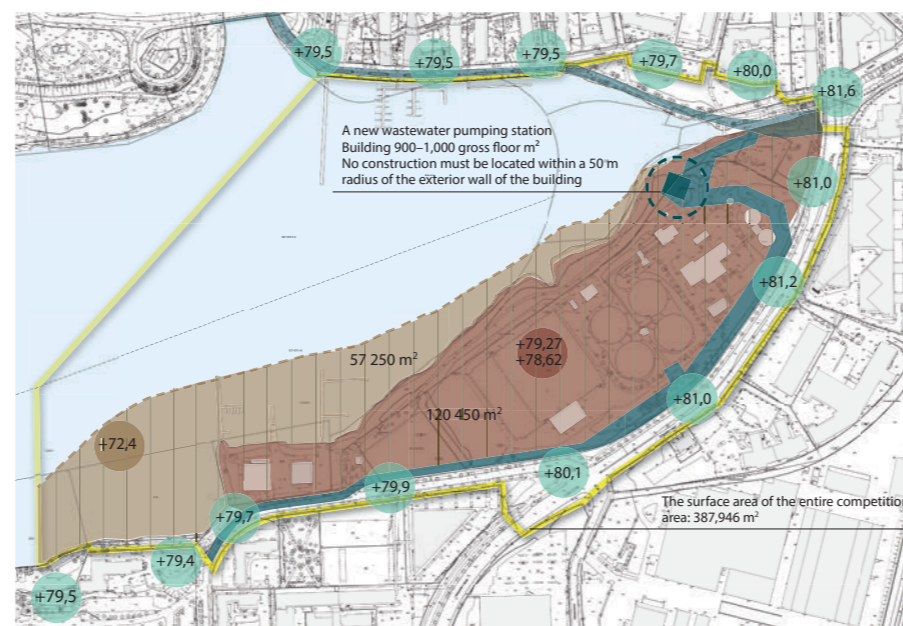 +79,5
+79,5
+79,5
+79,7
+80,0
+81,6
A new wastewater pumping station
Building 900–1,000 gross floor m²
No construction must be located within a 50 m
radius of the exterior wall of the building
+81,0
+81,2
+79,27
+78,62
57 250 m²
+81,0
120 450 m²
+72,4
+80,1
+79,9
The surface area of the entire competition
area: 387,946 m²
+79,7
+79,4
+79,5